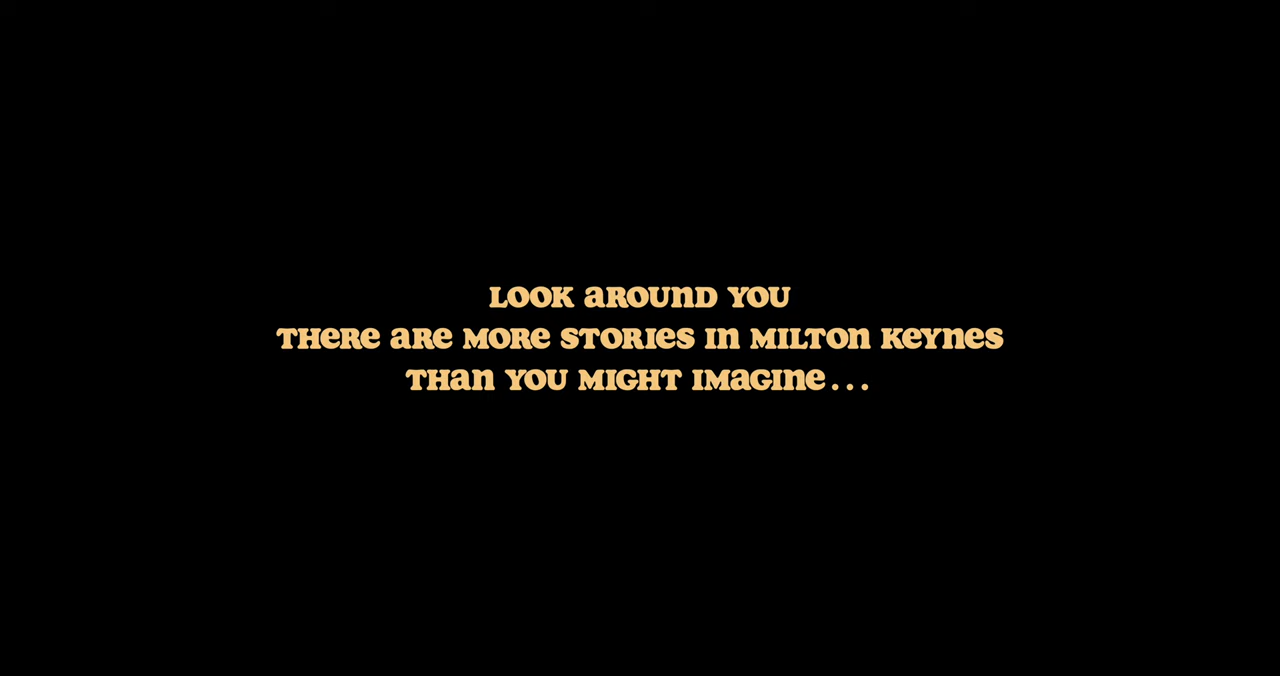 LOOK aROUnD YOU
THeRe aRe MORe STORIeS In MILTOn KeYneS
THan YOU MIGHT IMaGIne...